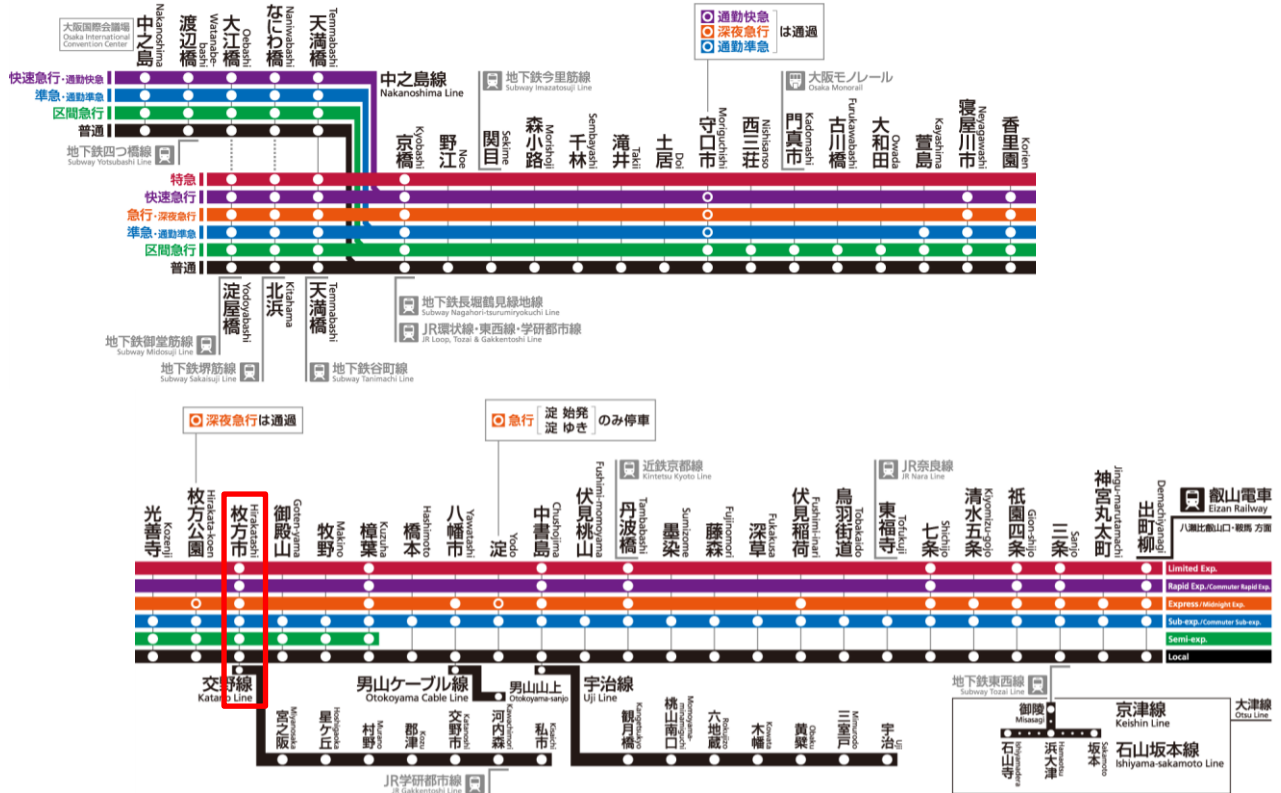 大阪国際会議場
Osaka International
Convention Center
中之島
Nakanoshima
渡辺橋
Watanabe-
bashi
大江橋
Oebashi
なにわ橋
Naniwabashi
天満橋
Temmabashi
通勤快急
深夜急行
は通過
通勤準急
快速急行・通勤快急
準急・通勤準急
区間急行
普通
中之島線
Nakanoshima Line
地下鉄今里筋線
Subway Imazatosuji Line
大阪モノレール
Osaka Monorail
地下鉄四つ橋線
Subway Yotsubashi Line
京橋
Kyobashi
野江
Noe
関目
Sekime
森小路
Morishoji
千林
Sembayashi
滝井
Takii
土居
Doi
守口市
Moriguchishi
西三荘
Nishisanso
門真市
Kadomashi
古川橋
Furukawabashi
大和田
Owada
萱島
Kayashima
寝屋川市
Neyagawashi
香里園
Korien
特急
快速急行
急行・深夜急行
準急・通勤準急
区間急行
普通
淀屋橋
Yodoyabashi
北浜
Kitahama
天満橋
Temmabashi
地下鉄御堂筋線
Subway Midosuji Line
地下鉄堺筋線
Subway Sakaisuji Line
地下鉄谷町線
Subway Tanimachi Line
地下鉄長堀鶴見緑地線
Subway Nagahori-tsurumiryokuchi Line
JR環状線・東西線・学研都市線
JR Loop, Tozai & Gakkentoshi Line
深夜急行は通過
急行
淀 始発
淀 ゆき
のみ停車
近鉄京都線
Kintetsu Kyoto Line
JR奈良線
JR Nara Line
光善寺
Kozenji
枚方公園
Hirakata-koen
枚方市
Hirakatashi
御殿山
Goten-yama
牧野
Makino
樟葉
Kuzuha
橋本
Hashimoto
八幡市
Yawatashi
淀
Yodo
中書島
Chushojima
伏見桃山
Fushimi-momoyama
丹波橋
Tambabashi
墨染
Sumizome
藤森
Fujinomori
深草
Fukakusa
伏見稲荷
Fushimi-inari
鳥羽街道
Tobakaido
東福寺
Tofukuji
七条
Shichijo
清水五条
Kiyomizu-gojo
祇園四条
Gion-shijo
三条
Sanjo
神宮丸太町
Jingu-marutamachi
出町柳
Demachiyanagi
叡山電車
Eizan Railway
八瀬比叡山口・鞍馬 方面
Limited Exp.
Rapid Exp./Commuter Rapid Exp.
Express/Midnight Exp.
Sub-exp./Commuter Sub-exp.
Semi-exp.
Local
交野線
Katano Line
宮之阪
Miyanosaka
星ケ丘
Hoshigaoka
村野
Murano
郡津
Kozu
交野市
Katanoshi
河内森
Kawachimori
私市
Kisaichi
JR学研都市線
JR Gakkentoshi Line
男山ケーブル線
Otokoyama Cable Line
男山山上
Otokoyama-sanjo
宇治線
Uji Line
観月橋
Kangetsukyo
桃山南口
Momoyama-
minamiguchi
六地蔵
Rokujizo
木幡
Kowata
黄檗
Obaku
三室戸
Mimurodo
宇治
Uji
地下鉄東西線
Subway Tozai Line
御陵
Misasagi
京津線
Keishin Line
大津線
Otsu Line
石山寺
Ishiyamadera
浜大津
Hamaotsu
坂本
Sakamoto
石山坂本線
Ishiyama-sakamoto Line